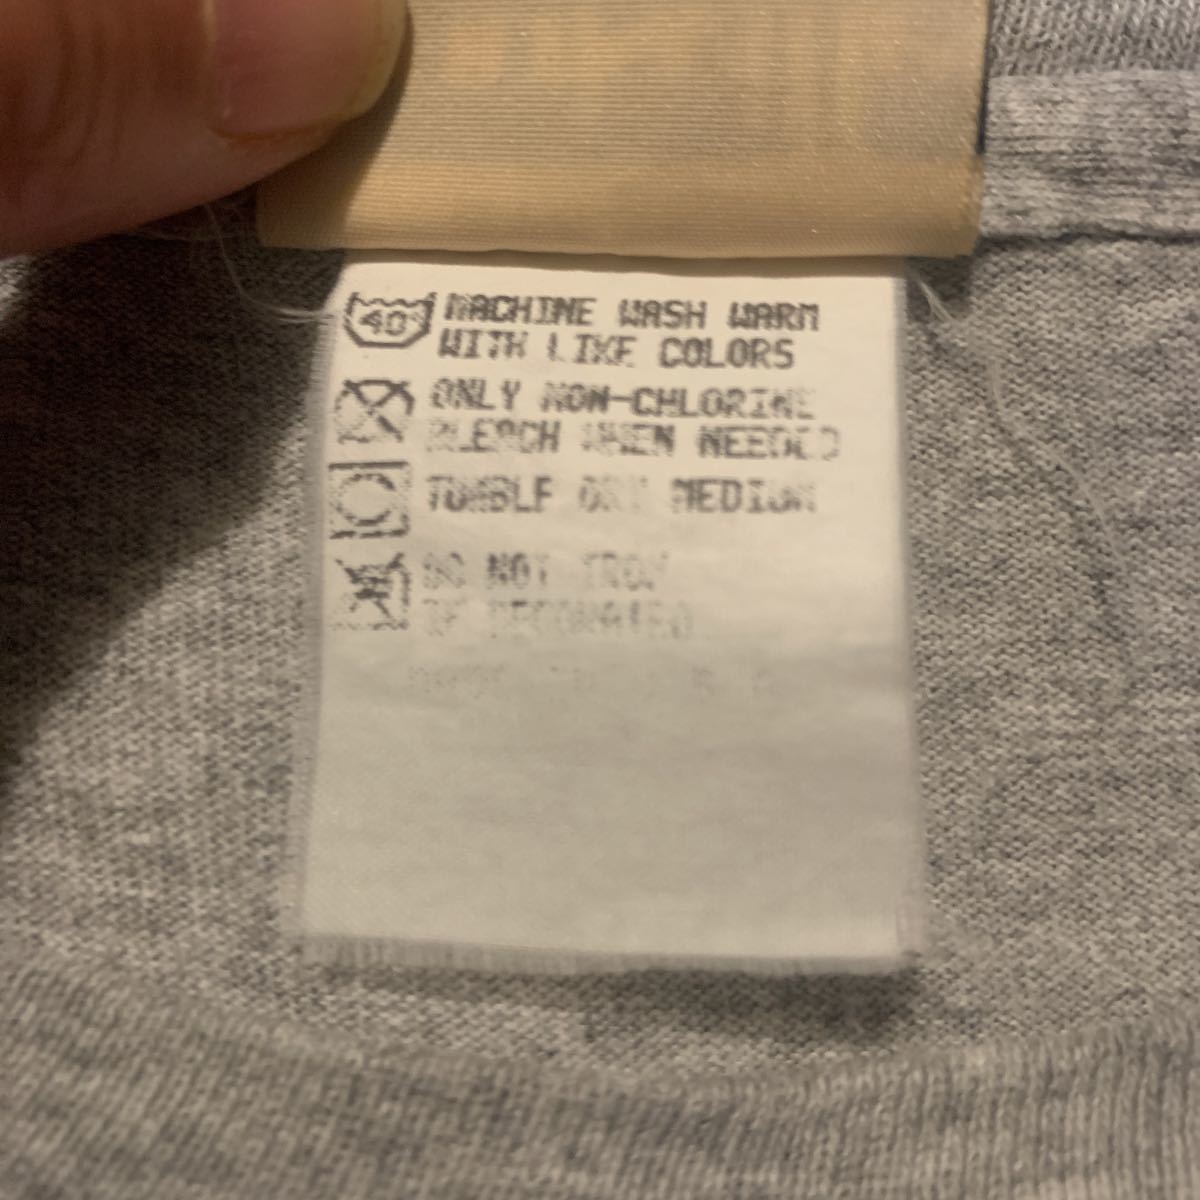 40° MACHINE WASH WARM
WITH LIKE COLORS
ONLY NON-CHLORINE
BLEACH WHEN NEEDED
TUMBLE DRY MEDIUM
DO NOT IRON
IF DECORATED